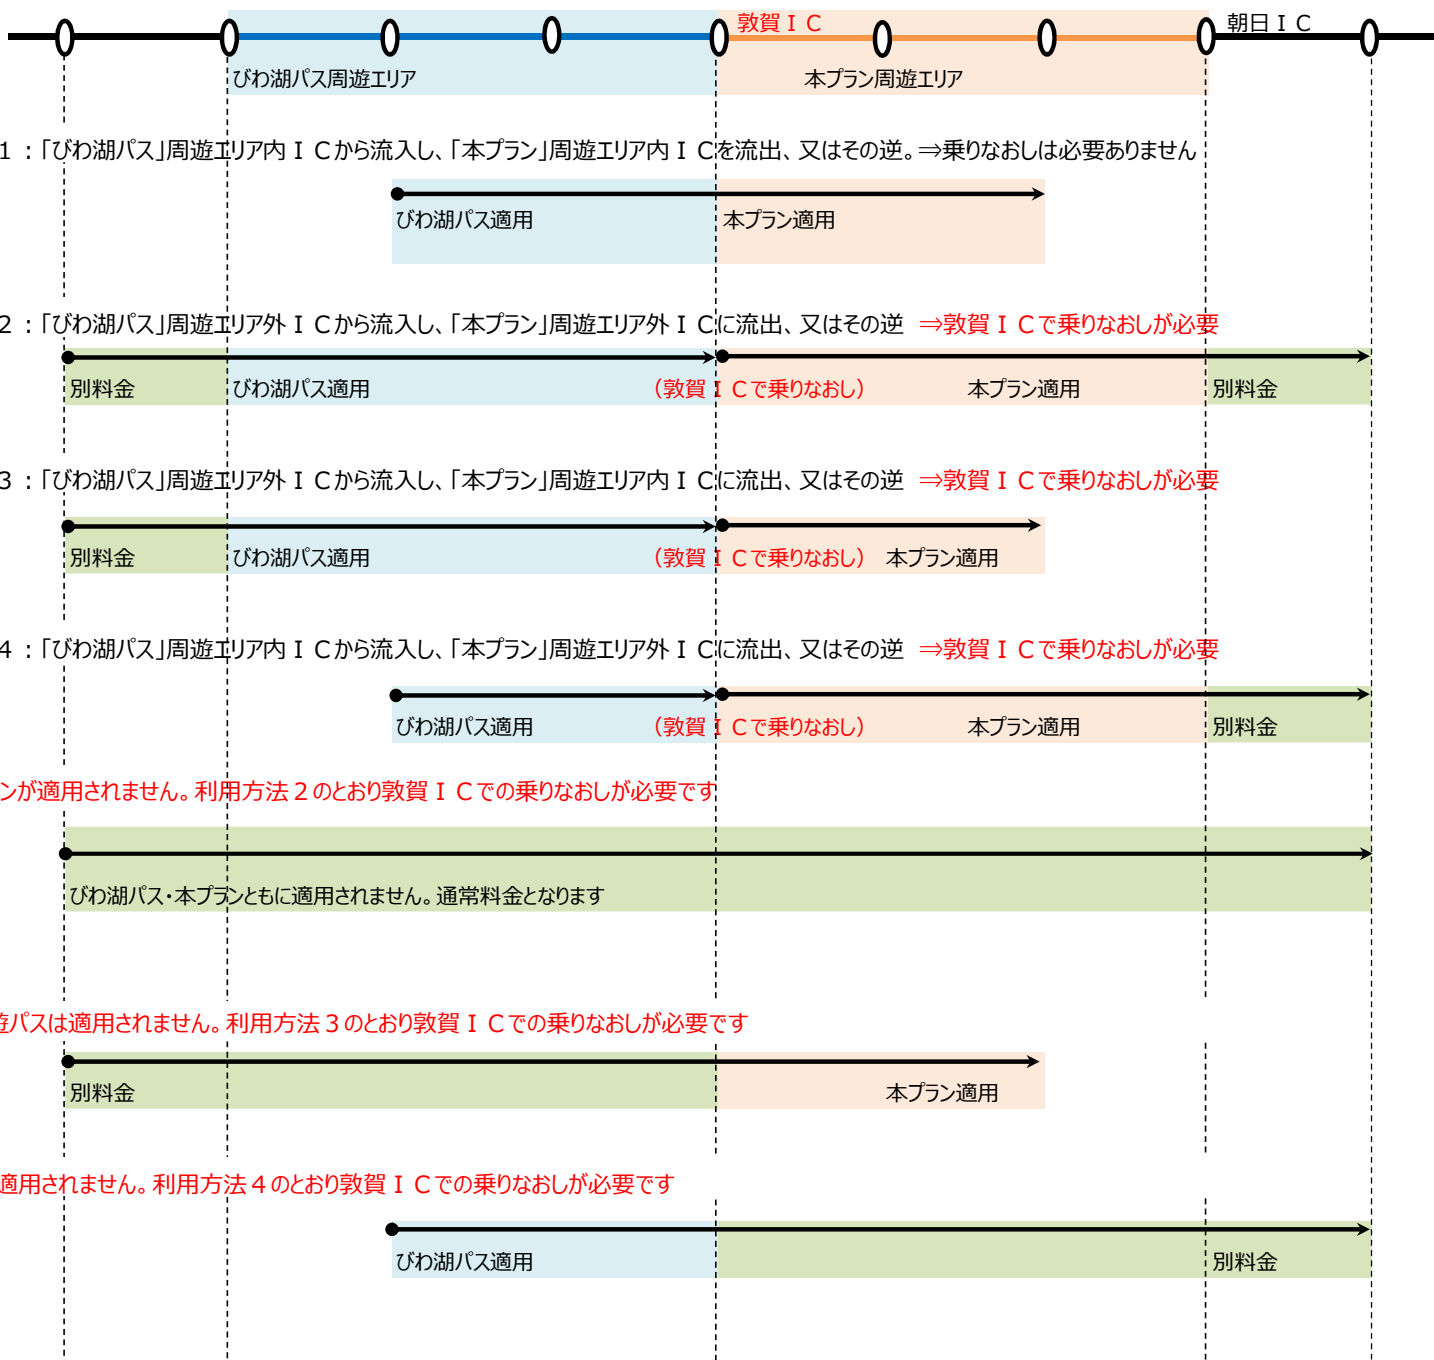 敦賀ＩＣ
朝日ＩＣ
びわ湖パス周遊エリア
本プラン周遊エリア
1：「びわ湖パス」周遊エリア内ＩＣから流入し、「本プラン」周遊エリア内ＩＣを流出、又はその逆。⇒乗りなおしは必要ありません
びわ湖パス適用
本プラン適用
2：「びわ湖パス」周遊エリア外ＩＣから流入し、「本プラン」周遊エリア外ＩＣに流出、又はその逆 ⇒敦賀ＩＣで乗りなおしが必要
別料金
びわ湖パス適用
（敦賀ＩＣで乗りなおし）
本プラン適用
別料金
3：「びわ湖パス」周遊エリア外ＩＣから流入し、「本プラン」周遊エリア内ＩＣに流出、又はその逆 ⇒敦賀ＩＣで乗りなおしが必要
別料金
びわ湖パス適用
（敦賀ＩＣで乗りなおし）
本プラン適用
4：「びわ湖パス」周遊エリア内ＩＣから流入し、「本プラン」周遊エリア外ＩＣに流出、又はその逆 ⇒敦賀ＩＣで乗りなおしが必要
びわ湖パス適用
（敦賀ＩＣで乗りなおし）
本プラン適用
別料金
ンが適用されません。利用方法２のとおり敦賀ＩＣでの乗りなおしが必要です
びわ湖パス・本プランともに適用されません。通常料金となります
遊パスは適用されません。利用方法３のとおり敦賀ＩＣでの乗りなおしが必要です
別料金
本プラン適用
適用されません。利用方法４のとおり敦賀ＩＣでの乗りなおしが必要です
びわ湖パス適用
別料金